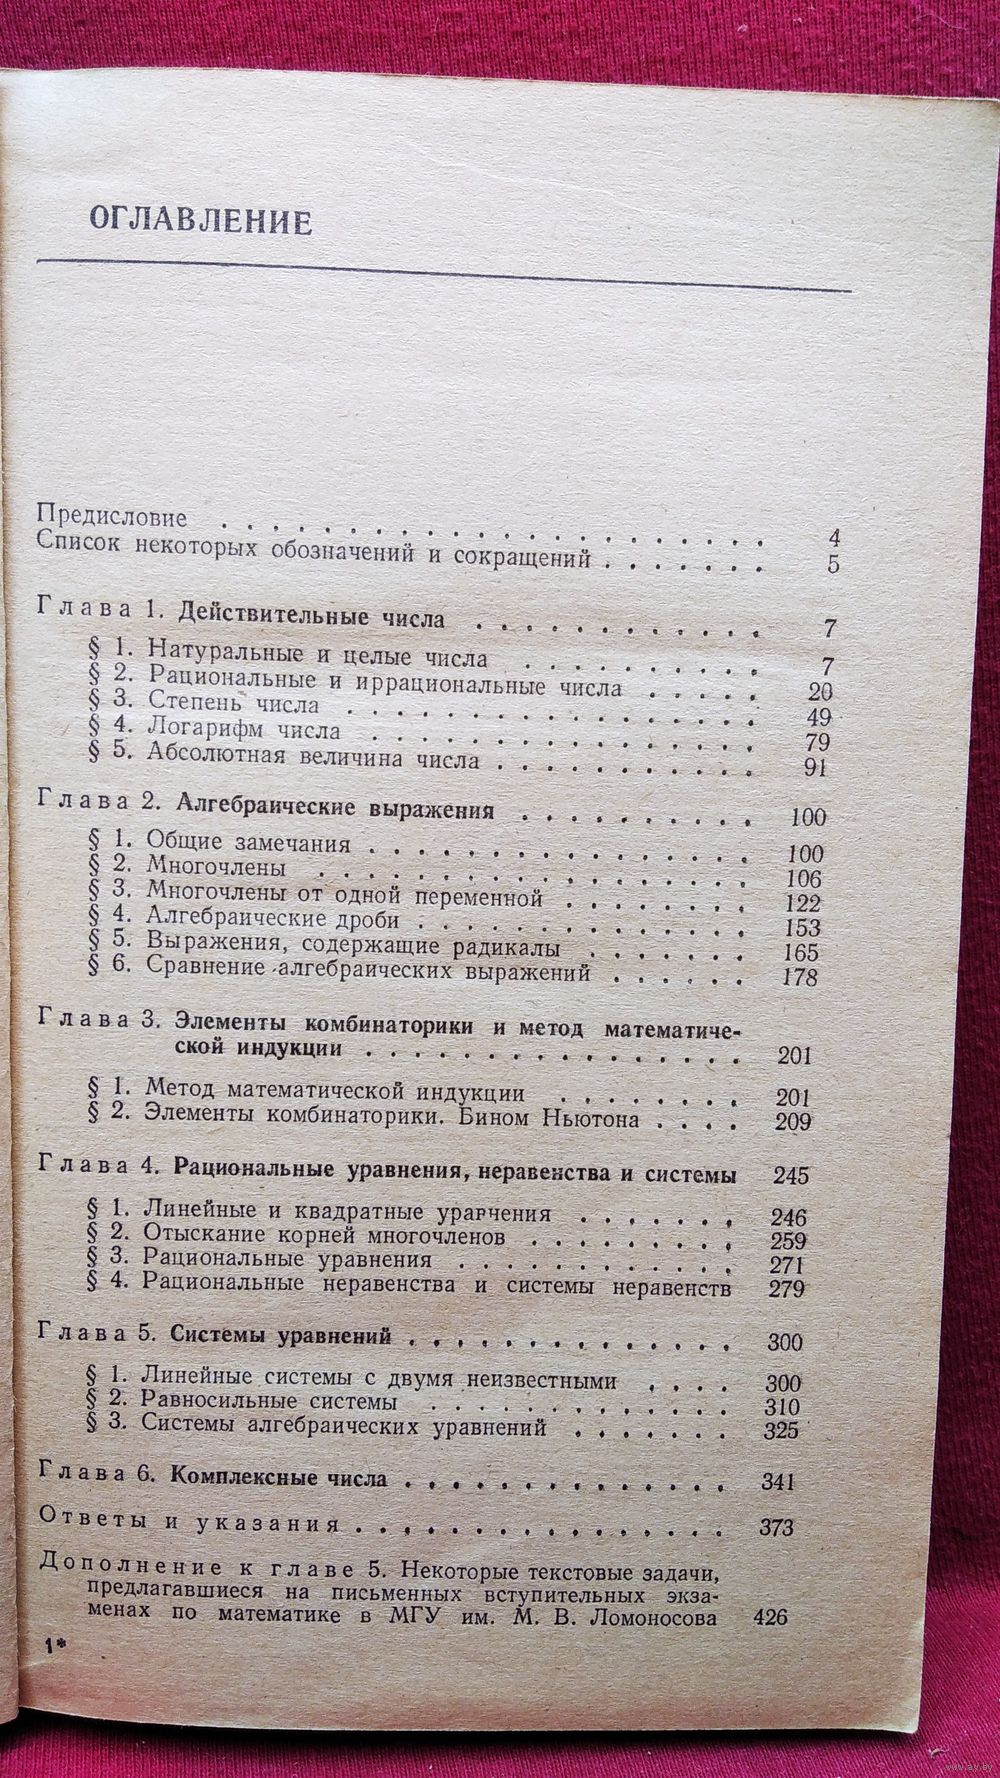 ОГЛАВЛЕНИЕ
Предисловие . . . . . . . . . . . . . . . . . . . . . . 4
Список некоторых обозначений и сокращений . . . . . . . 5
Глава 1. Действительные числа . . . . . . . . . . . . 7
§ 1. Натуральные и целые числа . . . . . . . . . . 7
§ 2. Рациональные и иррациональные числа . . . . . 20
§ 3. Степень числа . . . . . . . . . . . . . . . . 49
§ 4. Логарифм числа . . . . . . . . . . . . . . . 79
§ 5. Абсолютная величина числа . . . . . . . . . . 91
Глава 2. Алгебраические выражения . . . . . . . . . . 100
§ 1. Общие замечания . . . . . . . . . . . . . . . 100
§ 2. Многочлены . . . . . . . . . . . . . . . . . 106
§ 3. Многочлены от одной переменной . . . . . . . . 122
§ 4. Алгебраические дроби . . . . . . . . . . . . . 153
§ 5. Выражения, содержащие радикалы . . . . . . . 165
§ 6. Сравнение алгебраических выражений . . . . . . 178
Глава 3. Элементы комбинаторики и метод математиче-
ской индукции . . . . . . . . . . . . . . . . 201
§ 1. Метод математической индукции . . . . . . . . 201
§ 2. Элементы комбинаторики. Бином Ньютона . . . . 209
Глава 4. Рациональные уравнения, неравенства и системы 245
§ 1. Линейные и квадратные уравнения . . . . . . . 246
§ 2. Отыскание корней многочленов . . . . . . . . . 259
§ 3. Рациональные уравнения . . . . . . . . . . . . 271
§ 4. Рациональные неравенства и системы неравенств 279
Глава 5. Системы уравнений . . . . . . . . . . . . . . 300
§ 1. Линейные системы с двумя неизвестными . . . . 300
§ 2. Равносильные системы . . . . . . . . . . . . . 310
§ 3. Системы алгебраических уравнений . . . . . . . 325
Глава 6. Комплексные числа . . . . . . . . . . . . . . 341
Ответы и указания . . . . . . . . . . . . . . . . 373
Дополнение к главе 5. Некоторые текстовые задачи,
предлагавшиеся на письменных вступительных экза-
менах по математике в МГУ им. М. В. Ломоносова 426
1*
www.ay.by